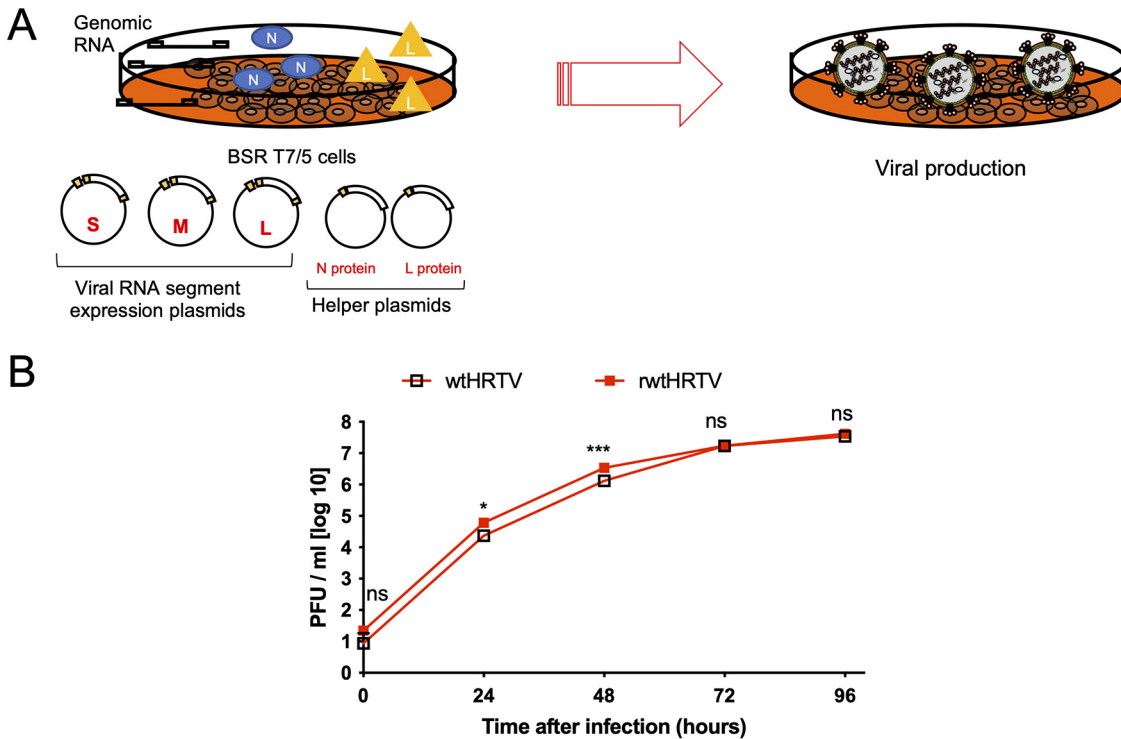 A
Genomic
RNA
N
N
N
L
L
L
BSR T7/5 cells
Viral production
S
M
L
N protein
L protein
Viral RNA segment
expression plasmids
Helper plasmids
B
wtHRTV
rwtHRTV
PFU / ml [log 10]
8
7
6
5
4
3
2
1
0
ns
*
***
ns
ns
0
24
48
72
96
Time after infection (hours)